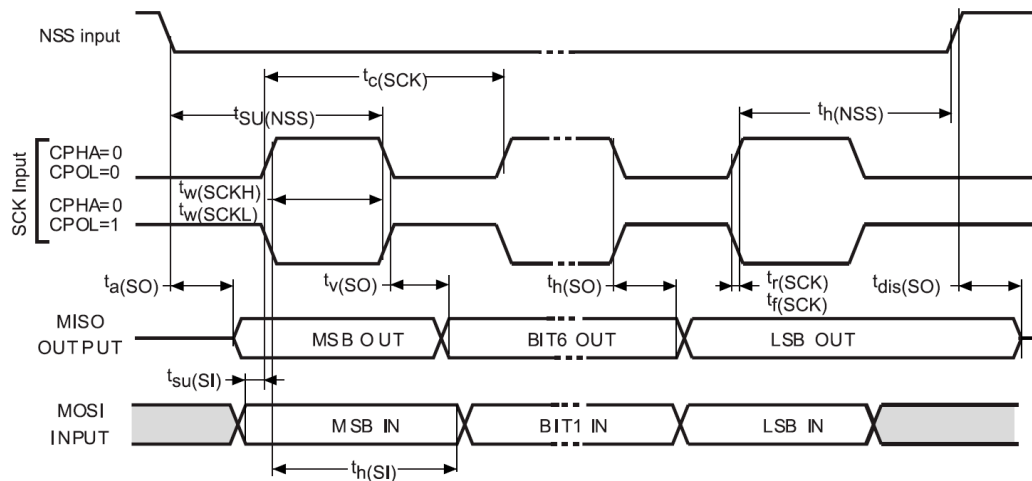 NSS input
tc(SCK)
tSU(NSS)
th(NSS)
SCK Input
CPHA=0
CPOL=0
tw(SCKH)
CPHA=0
tw(SCKL)
CPOL=1
ta(SO)
tv(SO)
th(SO)
tr(SCK)
tf(SCK)
tdis(SO)
MISO
OUTPUT
MSB OUT
BIT6 OUT
LSB OUT
tsu(SI)
MOSI
INPUT
MSB IN
BIT1 IN
LSB IN
th(SI)